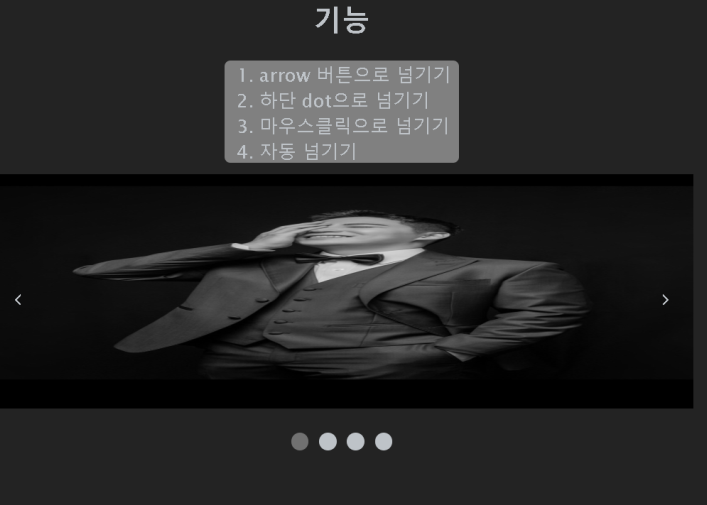 기능
1. arrow 버튼으로 넘기기
2. 하단 dot으로 넘기기
3. 마우스클릭으로 넘기기
4. 자동 넘기기